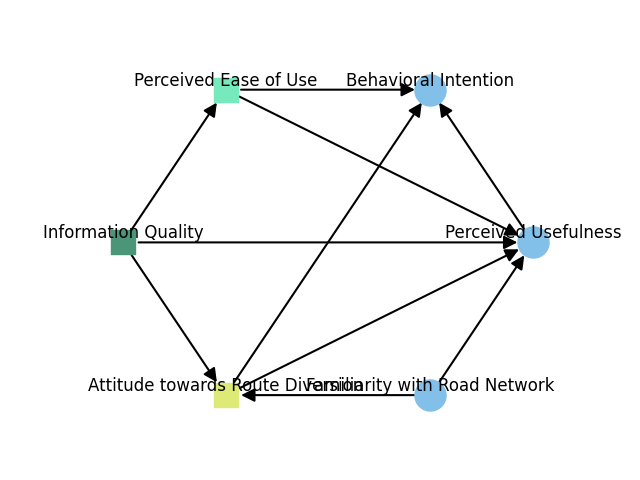 Perceived Ease of Use
Behavioral Intention
Information Quality
Perceived Usefulness
Attitude towards Route Diversion
Familiarity with Road Network